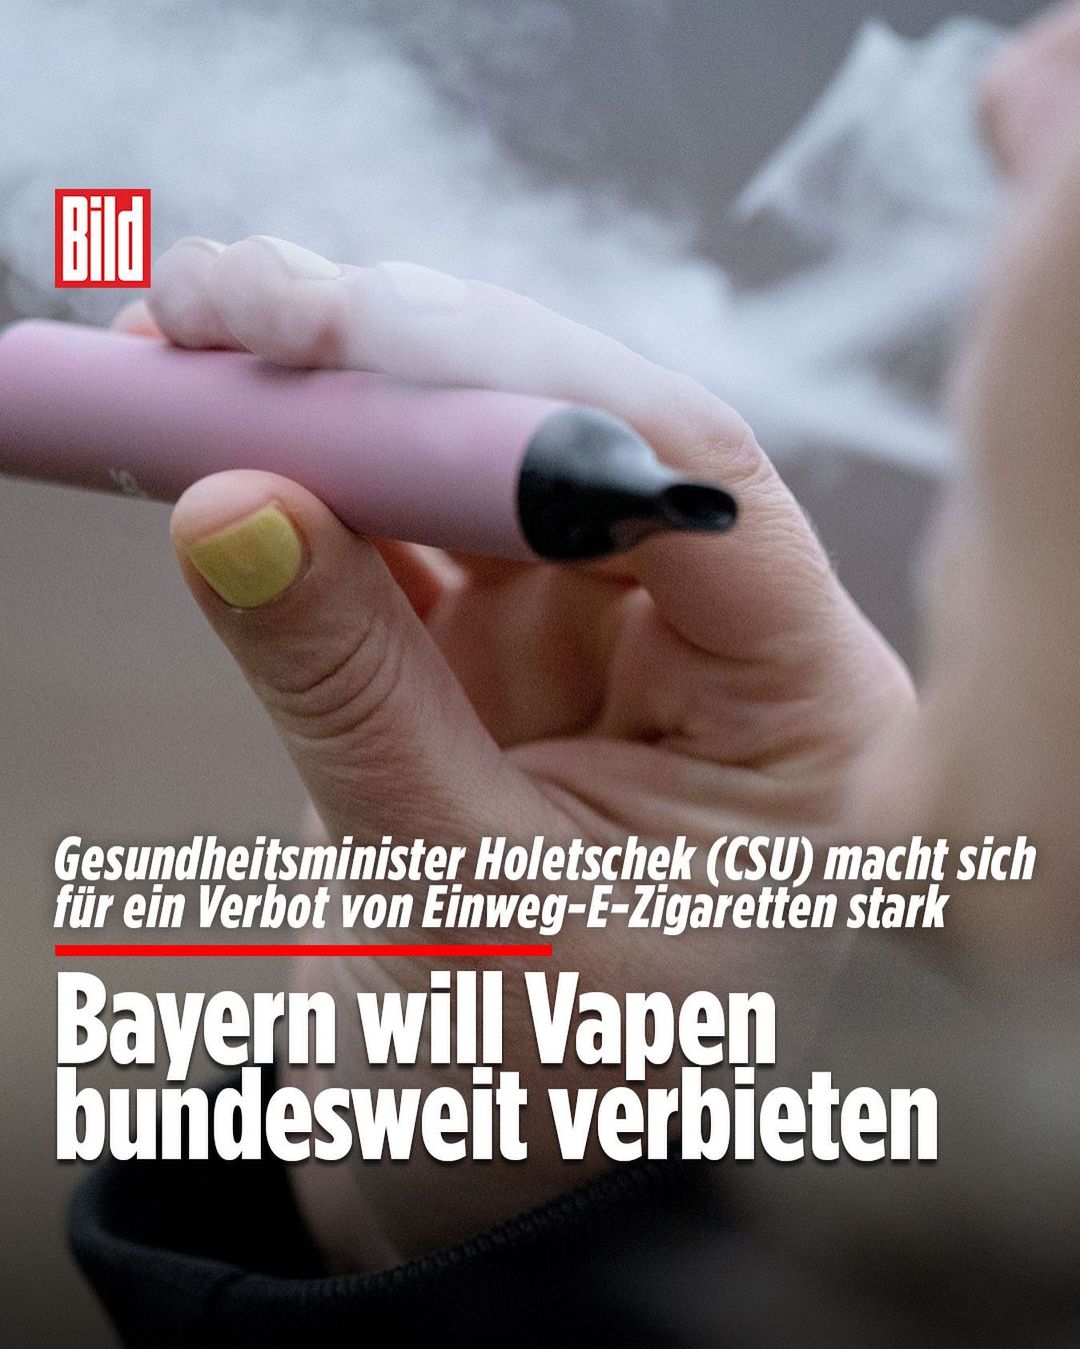 Bild
Gesundheitsminister Holetschek (CSU) macht sich
für ein Verbot von Einweg-E-Zigaretten stark
Bayern will Vapen
bundesweit verbieten